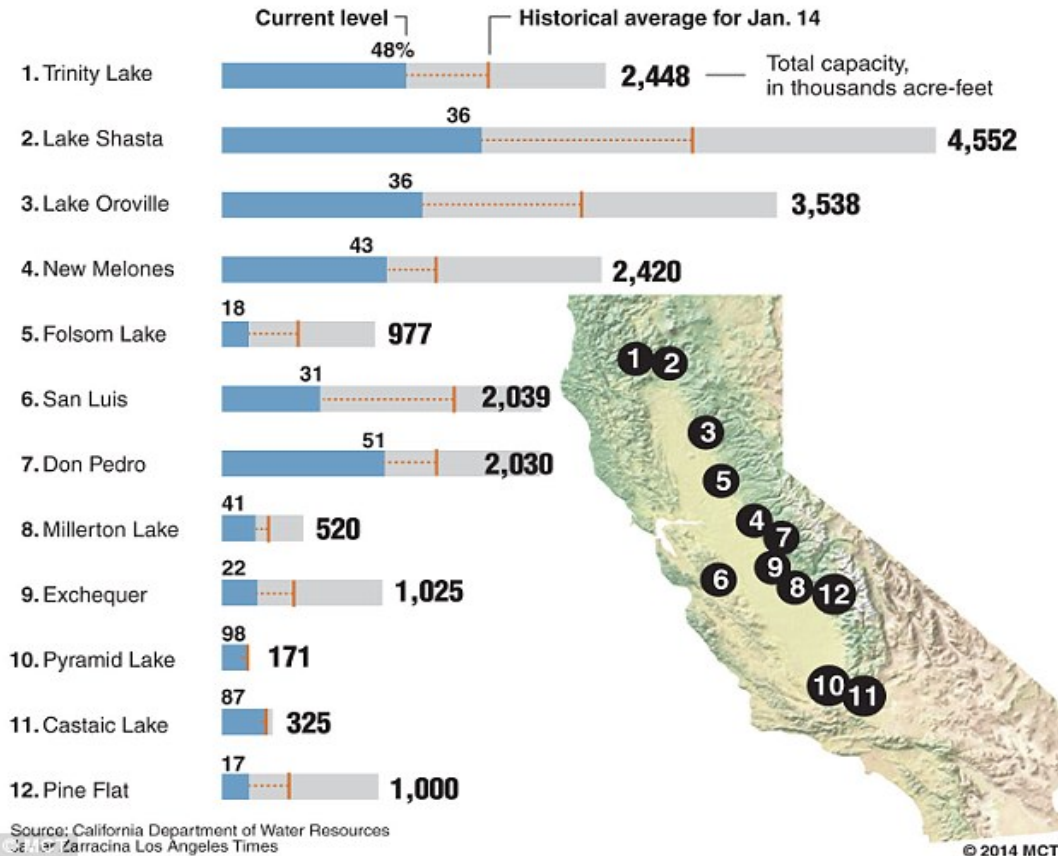 Current level
Historical average for Jan. 14
48%
1. Trinity Lake
2,448
Total capacity,
in thousands acre-feet
36
2. Lake Shasta
4,552
36
3. Lake Oroville
3,538
43
4. New Melones
2,420
18
5. Folsom Lake
977
31
6. San Luis
2,039
51
7. Don Pedro
2,030
41
8. Millerton Lake
520
22
9. Exchequer
1,025
98
10. Pyramid Lake
171
87
11. Castaic Lake
325
17
12. Pine Flat
1,000
1
2
3
5
4
7
9
6
8
12
10
11
Source: California Department of Water Resources
Zarracina Los Angeles Times
© 2014 MCT